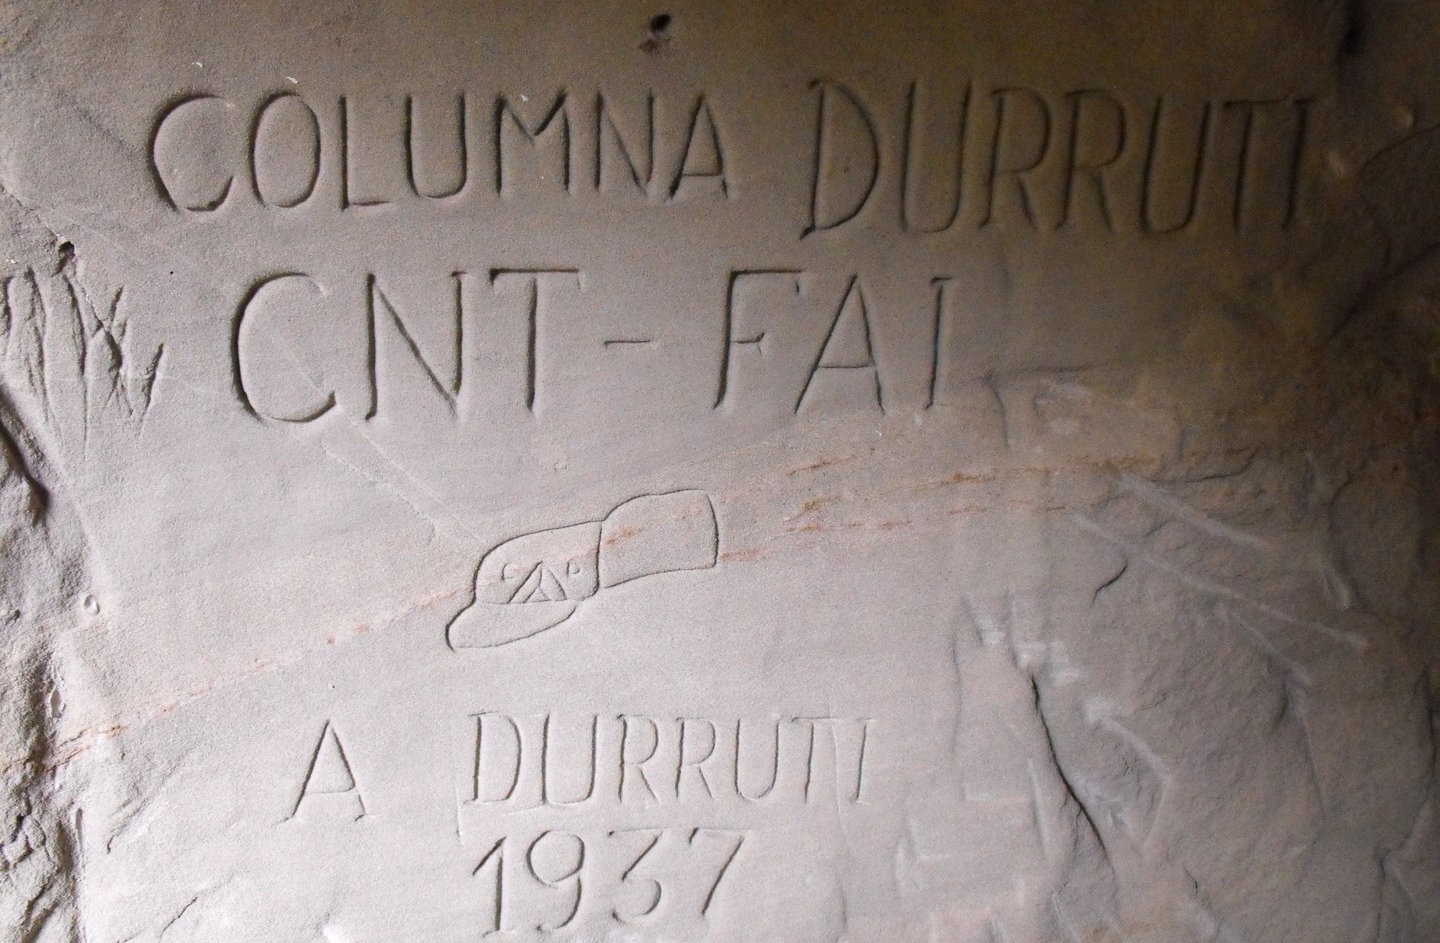 COLUMNA DURRUTI
CNT - FAI
A DURRUTI
1937